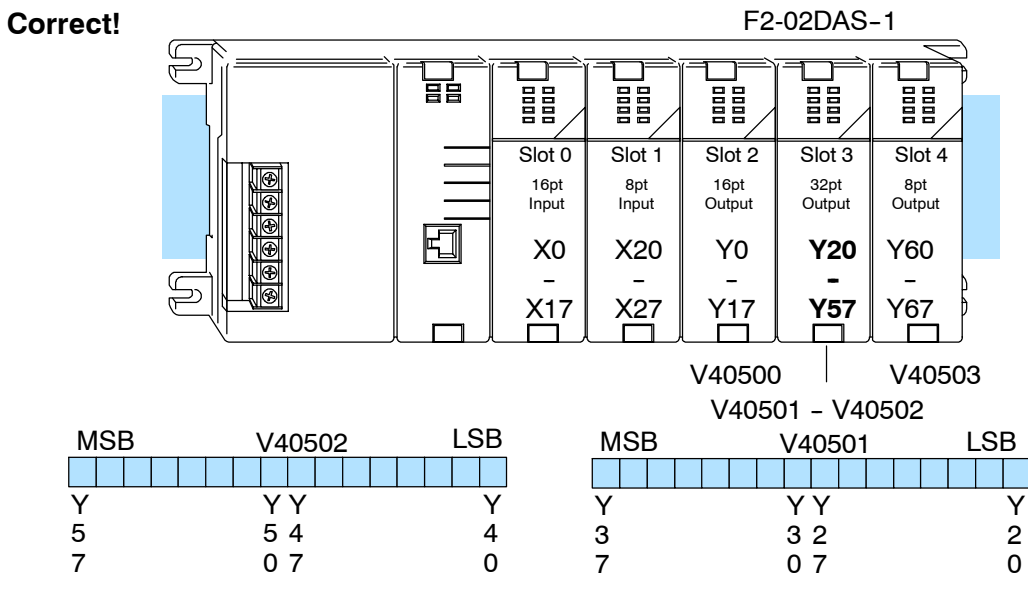 Correct!
F2-02DAS-1
Slot 0 Slot 1 Slot 2 Slot 3 Slot 4
16pt 8pt 16pt 32pt 8pt
Input Input Output Output Output
X0 X20 Y0 Y20 Y60
- - - - -
X17 X27 Y17 Y57 Y67
V40500 V40503
V40501 - V40502
MSB V40502 LSB MSB V40501 LSB
Y Y Y Y Y Y Y Y
5 5 4 4 3 3 2 2
7 0 7 0 7 0 7 0